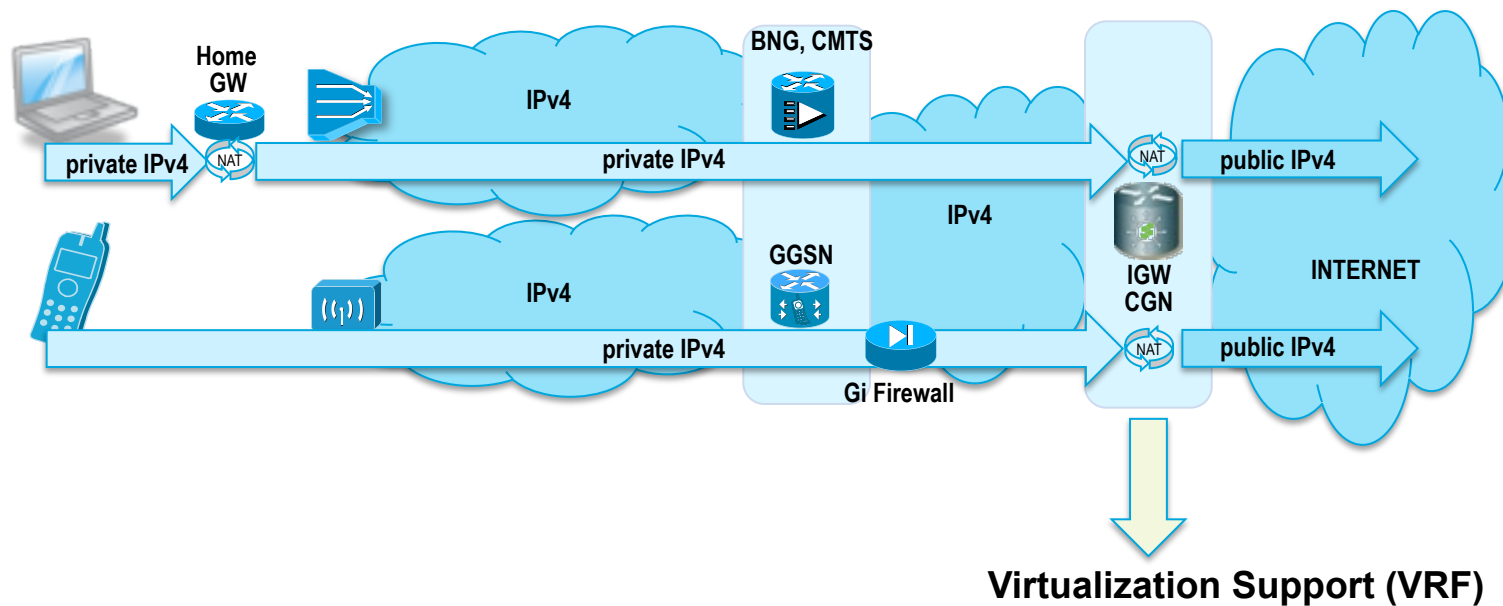 Home
GW
IPv4
BNG, CMTS
private IPv4
NAT
private IPv4
NAT
public IPv4
IPv4
IGW
CGN
INTERNET
IPv4
GGSN
private IPv4
Gi Firewall
NAT
public IPv4
Virtualization Support (VRF)